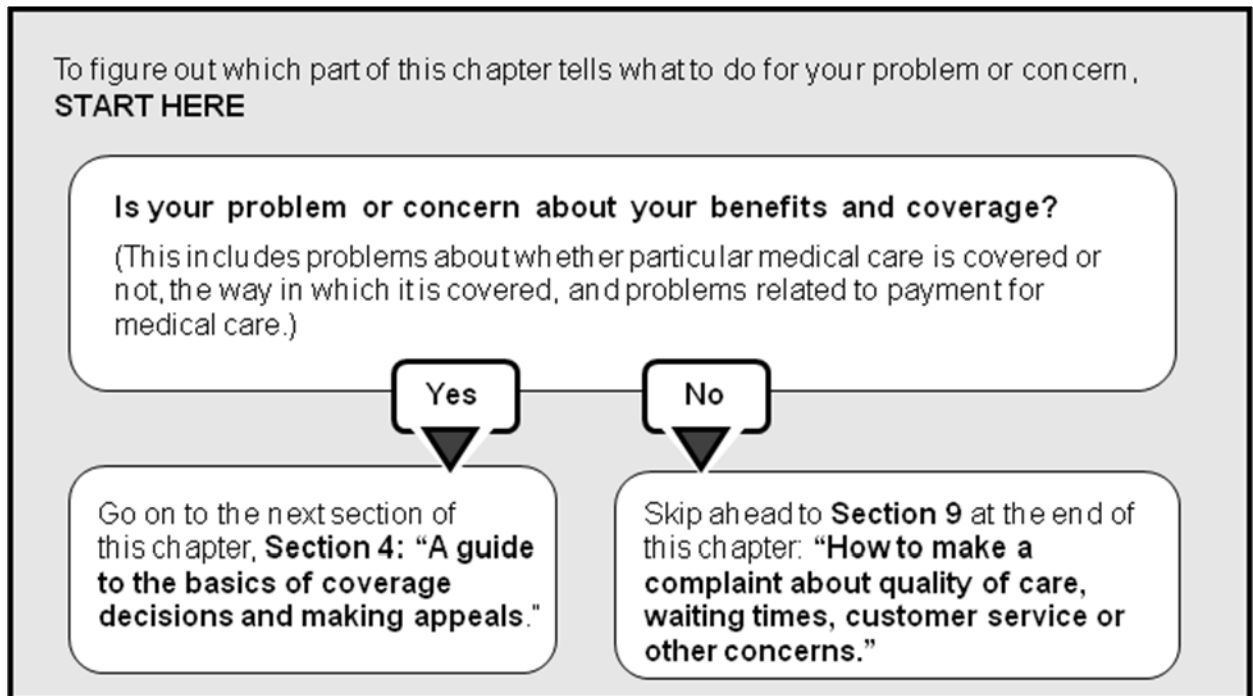 To figure out which part of this chapter tells what to do for your problem or concern,
START HERE
Is your problem or concern about your benefits and coverage?
(This includes problems about whether particular medical care is covered or
not, the way in which it is covered, and problems related to payment for
medical care.)
Yes
No
Go on to the next section of
this chapter, Section 4: “A guide
to the basics of coverage
decisions and making appeals."
Skip ahead to Section 9 at the end of
this chapter: “How to make a
complaint about quality of care,
waiting times, customer service or
other concerns.”